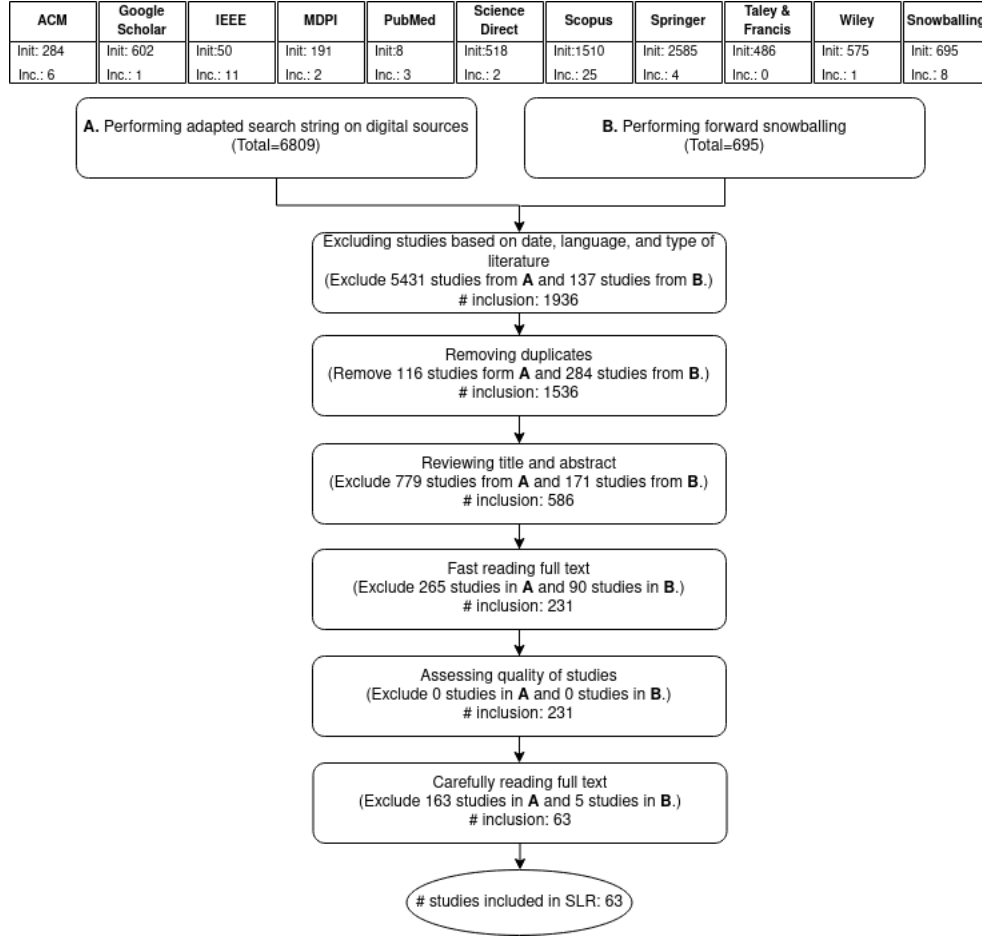 ACM Google Scholar IEEE MDPI PubMed Science Direct Scopus Springer Taley & Francis Wiley Snowballing
Init: 284 Init: 602 Init:50 Init: 191 Init:8 Init:518 Init:1510 Init: 2585 Init:486 Init: 575 Init: 695
Inc.: 6 Inc.: 1 Inc.: 11 Inc.: 2 Inc.: 3 Inc.: 2 Inc.: 25 Inc.: 4 Inc.: 0 Inc.: 1 Inc.: 8
A. Performing adapted search string on digital sources
(Total=6809)
B. Performing forward snowballing
(Total=695)
Excluding studies based on date, language, and type of
literature
(Exclude 5431 studies from A and 137 studies from B.)
# inclusion: 1936
Removing duplicates
(Remove 116 studies form A and 284 studies from B.)
# inclusion: 1536
Reviewing title and abstract
(Exclude 779 studies from A and 171 studies from B.)
# inclusion: 586
Fast reading full text
(Exclude 265 studies in A and 90 studies in B.)
# inclusion: 231
Assessing quality of studies
(Exclude 0 studies in A and 0 studies in B.)
# inclusion: 231
Carefully reading full text
(Exclude 163 studies in A and 5 studies in B.)
# inclusion: 63
# studies included in SLR: 63